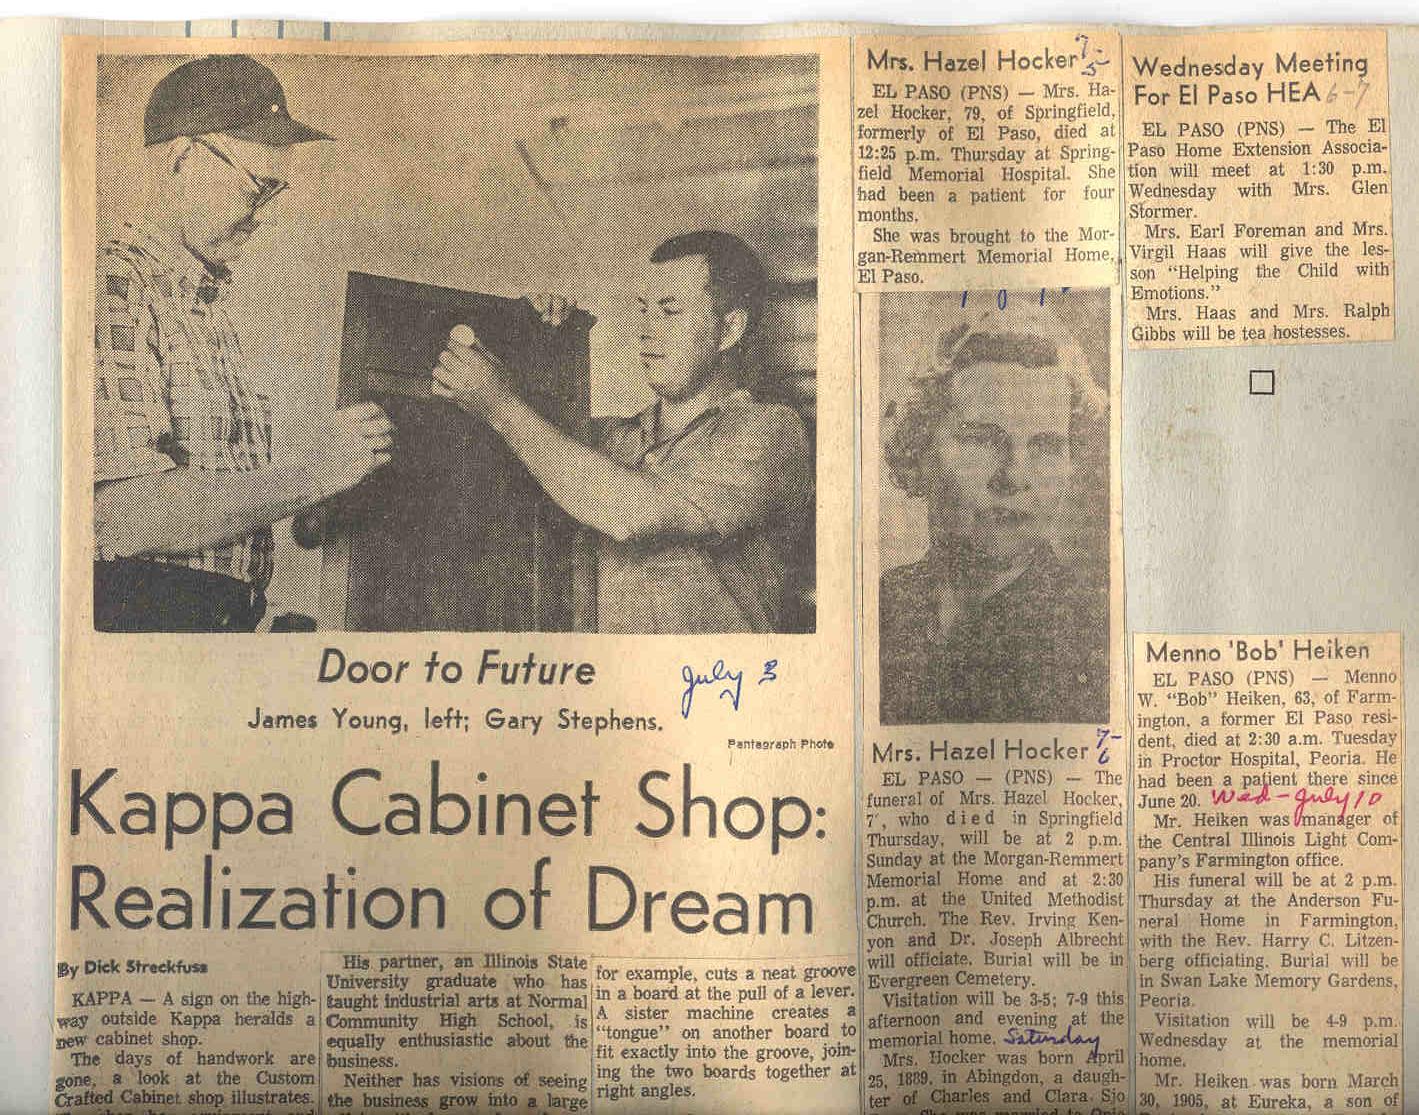 Door to Future
July 3
James Young, left; Gary Stephens.
Pantagraph Photo
Kappa Cabinet Shop:
Realization of Dream
By Dick Streckfuss
KAPPA — A sign on the high-
way outside Kappa heralds a
new cabinet shop.
The days of handwork are
gone, a look at the Custom
Crafted Cabinet shop illustrates.
His partner, an Illinois State
University graduate who has
taught industrial arts at Normal
Community High School, is
equally enthusiastic about the
business.
Neither has visions of seeing
the business grow into a large
for example, cuts a neat groove
in a board at the pull of a lever.
A sister machine creates a
"tongue" on another board to
fit exactly into the groove, join-
ing the two boards together at
right angles.
Mrs. Hazel Hocker 7-5
EL PASO (PNS) — Mrs. Ha-
zel Hocker, 79, of Springfield,
formerly of El Paso, died at
12:25 p.m. Thursday at Spring-
field Memorial Hospital. She
had been a patient for four
months.
She was brought to the Mor-
gan-Remmert Memorial Home,
El Paso.
Mrs. Hazel Hocker 7-6
EL PASO — (PNS) — The
funeral of Mrs. Hazel Hocker,
7', who died in Springfield
Thursday, will be at 2 p.m.
Sunday at the Morgan-Remmert
Memorial Home and at 2:30
p.m. at the United Methodist
Church. The Rev. Irving Ken-
yon and Dr. Joseph Albrecht
will officiate. Burial will be in
Evergreen Cemetery.
Visitation will be 3-5; 7-9 this
afternoon and evening at the
memorial home. Saturday
Mrs. Hocker was born April
25, 1889, in Abingdon, a daugh-
ter of Charles and Clara Sjo
Wednesday Meeting
For El Paso HEA 6-7
EL PASO (PNS) — The El
Paso Home Extension Associa-
tion will meet at 1:30 p.m.
Wednesday with Mrs. Glen
Stormer.
Mrs. Earl Foreman and Mrs.
Virgil Haas will give the les-
son "Helping the Child with
Emotions."
Mrs. Haas and Mrs. Ralph
Gibbs will be tea hostesses.
Menno 'Bob' Heiken
EL PASO (PNS) — Menno
W. "Bob" Heiken, 63, of Farm-
ington, a former El Paso resi-
dent, died at 2:30 a.m. Tuesday
in Proctor Hospital, Peoria. He
had been a patient there since
June 20. Wed - July 10
Mr. Heiken was manager of
the Central Illinois Light Com-
pany's Farmington office.
His funeral will be at 2 p.m.
Thursday at the Anderson Fu-
neral Home in Farmington,
with the Rev. Harry C. Litzen-
berg officiating. Burial will be
in Swan Lake Memory Gardens,
Peoria.
Visitation will be 4-9 p.m.
Wednesday at the memorial
home.
Mr. Heiken was born March
30, 1905, at Eureka, a son of